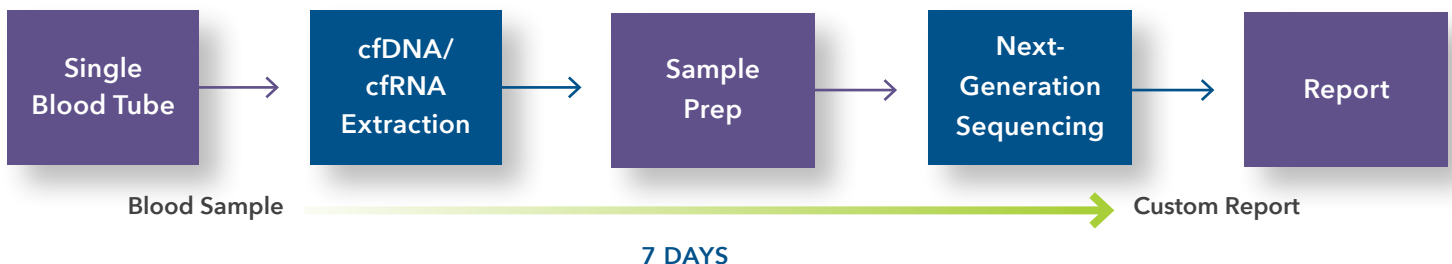 Single
Blood Tube
cfDNA/
cfRNA
Extraction
Sample
Prep
Next-
Generation
Sequencing
Report
Blood Sample
Custom Report
7 DAYS